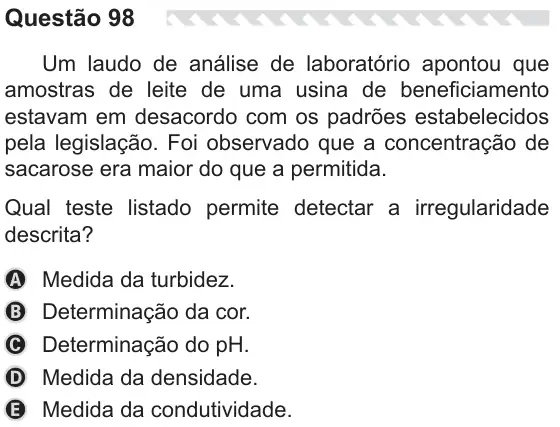 Questão 98
Um laudo de análise de laboratório apontou que
amostras de leite de uma usina de beneficiamento
estavam em desacordo com os padrões estabelecidos
pela legislação. Foi observado que a concentração de
sacarose era maior do que a permitida.
Qual teste listado permite detectar a irregularidade
descrita?
A Medida da turbidez.
B Determinação da cor.
C Determinação do pH.
D Medida da densidade.
E Medida da condutividade.